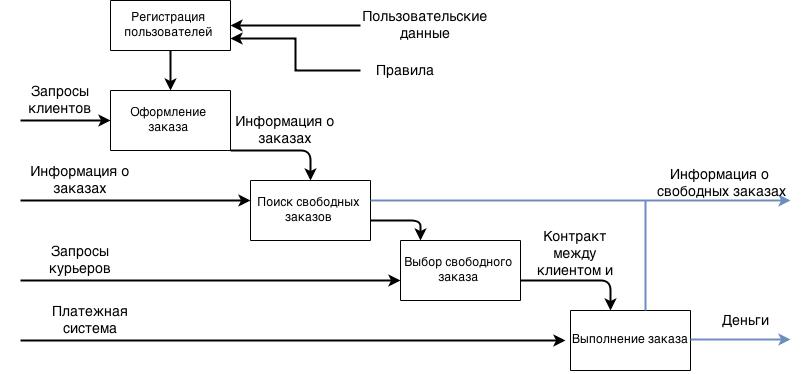 Регистрация
пользователей
Пользовательские
данные
Правила
Запросы
клиентов
Оформление
заказа
Информация о
заказах
Информация о
заказах
Поиск свободных
заказов
Информация о
свободных заказах
Запросы
курьеров
Выбор свободного
заказа
Контракт
между
клиентом и
Платежная
система
Выполнение заказа
Деньги